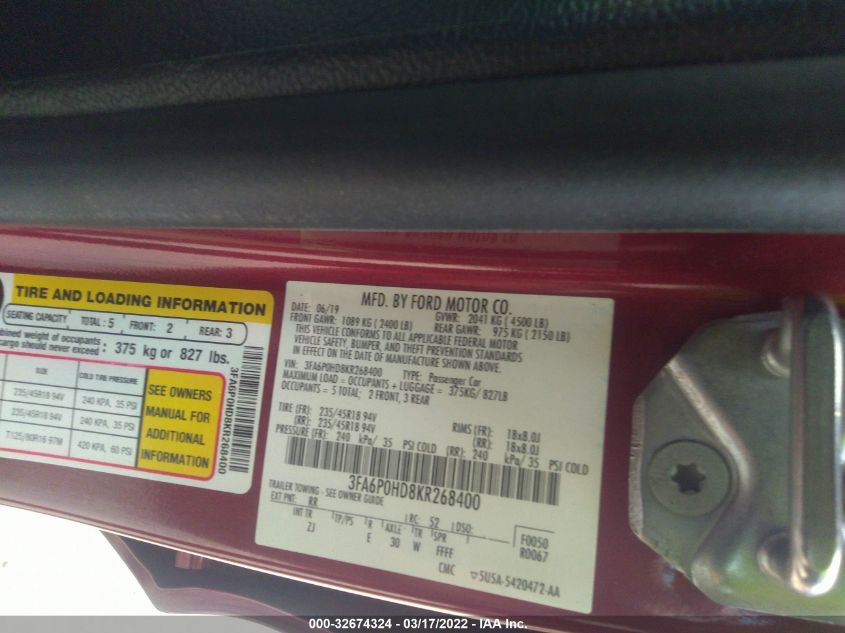 TIRE AND LOADING INFORMATION
SEATING CAPACITY TOTAL : 5 FRONT: 2 REAR: 3
bined weight of occupants
cargo should never exceed : 375 kg or 827 lbs.
SIZE COLD TIRE PRESSURE
235/45R18 94V 240 KPA, 35 PSI
235/45R18 94V 240 KPA, 35 PSI
T125/80R16 97M 420 KPA, 60 PSI
SEE OWNERS
MANUAL FOR
ADDITIONAL
INFORMATION
3FA6P0HD8KR268400
MFD. BY FORD MOTOR CO.
DATE: 06/19 GVWR: 2041 KG ( 4500 LB)
FRONT GAWR: 1089 KG ( 2400 LB) REAR GAWR: 975 KG ( 2150 LB)
THIS VEHICLE CONFORMS TO ALL APPLICABLE FEDERAL MOTOR
VEHICLE SAFETY, BUMPER, AND THEFT PREVENTION STANDARDS
IN EFFECT ON THE DATE OF MANUFACTURE SHOWN ABOVE.
VIN: 3FA6P0HD8KR268400 TYPE: Passenger Car
MAXIMUM LOAD = OCCUPANTS + LUGGAGE = 375KG/ 827LB
OCCUPANTS = 5 TOTAL; 2 FRONT, 3 REAR
TIRE (FR): 235/45R18 94V RIMS (FR): 18x8.0J
(RR): 235/45R18 94V (RR): 18x8.0J
PRESSURE (FR): 240 kPa/ 35 PSI COLD (RR): 240 kPa/ 35 PSI COLD
3FA6P0HD8KR268400
TRAILER TOWING - SEE OWNER GUIDE
EXT PNT: RR RC: 52 DSO: F0050
INT TR TP/PS R AXLE TR SPR R0067
ZJ E 30 W FFFF
CMC 5USA-5420472-AA
000-32674324 - 03/17/2022 - IAA Inc.